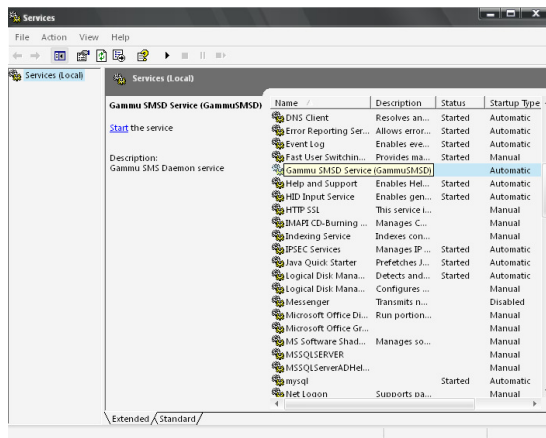 Services
File Action View Help
Services (Local)
Services (Local)
Gammu SMSD Service (GammuSMSD)
Start the service
Description:
Gammu SMS Daemon service
Name Description Status Startup Type
DNS Client Resolves an... Started Automatic
Error Reporting Ser... Allows error... Started Automatic
Event Log Enables eve... Started Automatic
Fast User Switchin... Provides ma... Started Manual
Gammu SMSD Service (GammuSMSD) Automatic
Help and Support Enables Hel... Started Automatic
HID Input Service Enables gen... Started Automatic
HTTP SSL This service i... Manual
IMAPI CD-Burning ... Manages C... Manual
Indexing Service Indexes con... Manual
IPSEC Services Manages IP ... Started Automatic
Java Quick Starter Prefetches J... Started Automatic
Logical Disk Mana... Detects and... Started Automatic
Logical Disk Mana... Configures ... Manual
Messenger Transmits n... Disabled
Microsoft Office Di... Run portion... Manual
Microsoft Office Gr... Manual
MS Software Shad... Manages so... Manual
MSSQLSERVER Manual
MSSQLServerADHel... Manual
mysql Started Automatic
Net Logon Supports pa... Manual
Extended Standard